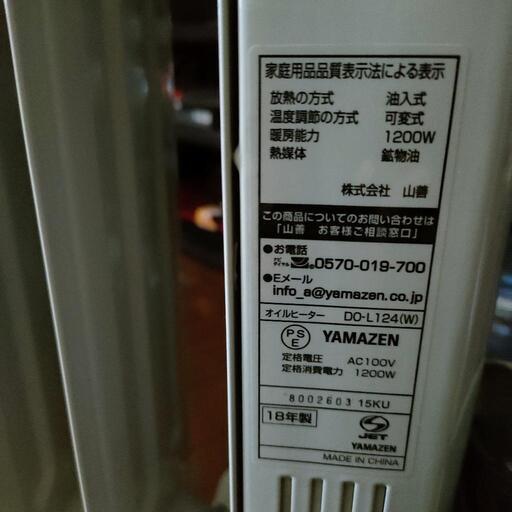 家庭用品品質表示法による表示
放熱の方式 油入式
温度調節の方式 可変式
暖房能力 1200W
熱媒体 鉱物油
株式会社 山善
この商品についてのお問い合わせは
「山善 お客様ご相談窓口」
●お電話
ナビダイヤル 0570-019-700
●Eメール
info_a@yamazen.co.jp
オイルヒーター DO-L124(W)
PSE YAMAZEN
定格電圧 AC100V
定格消費電力 1200W
8002603 15KU
18年製
JET
YAMAZEN
MADE IN CHINA